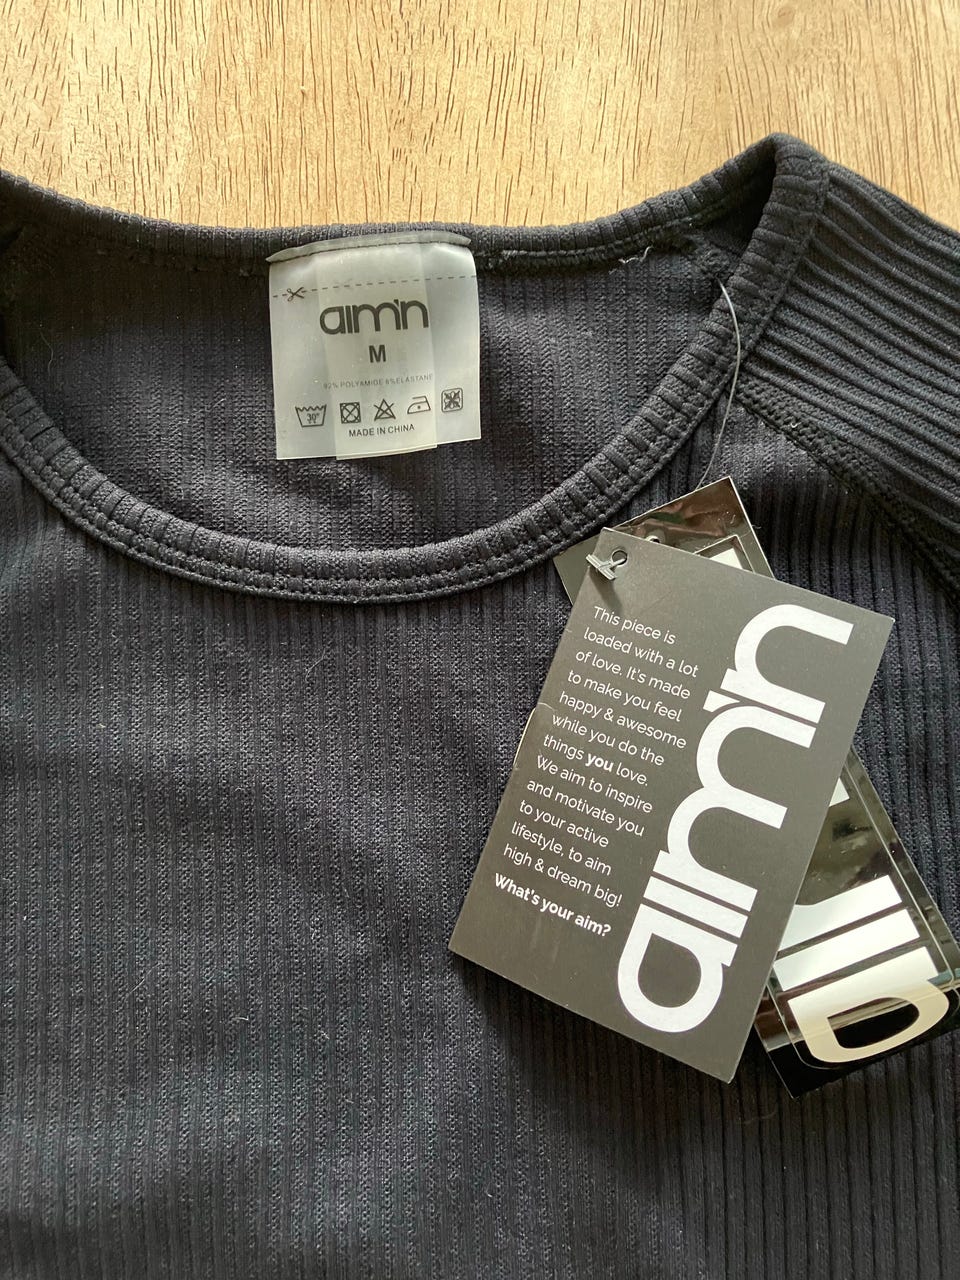 aim'n
M
92% POLYAMIDE 8% ELASTANE
30°
MADE IN CHINA
This piece is
loaded with a lot
of love. It's made
to make you feel
happy & awesome
while you do the
things you love.
We aim to inspire
and motivate you
to your active
lifestyle, to aim
high & dream big!
What's your aim?
aim'n